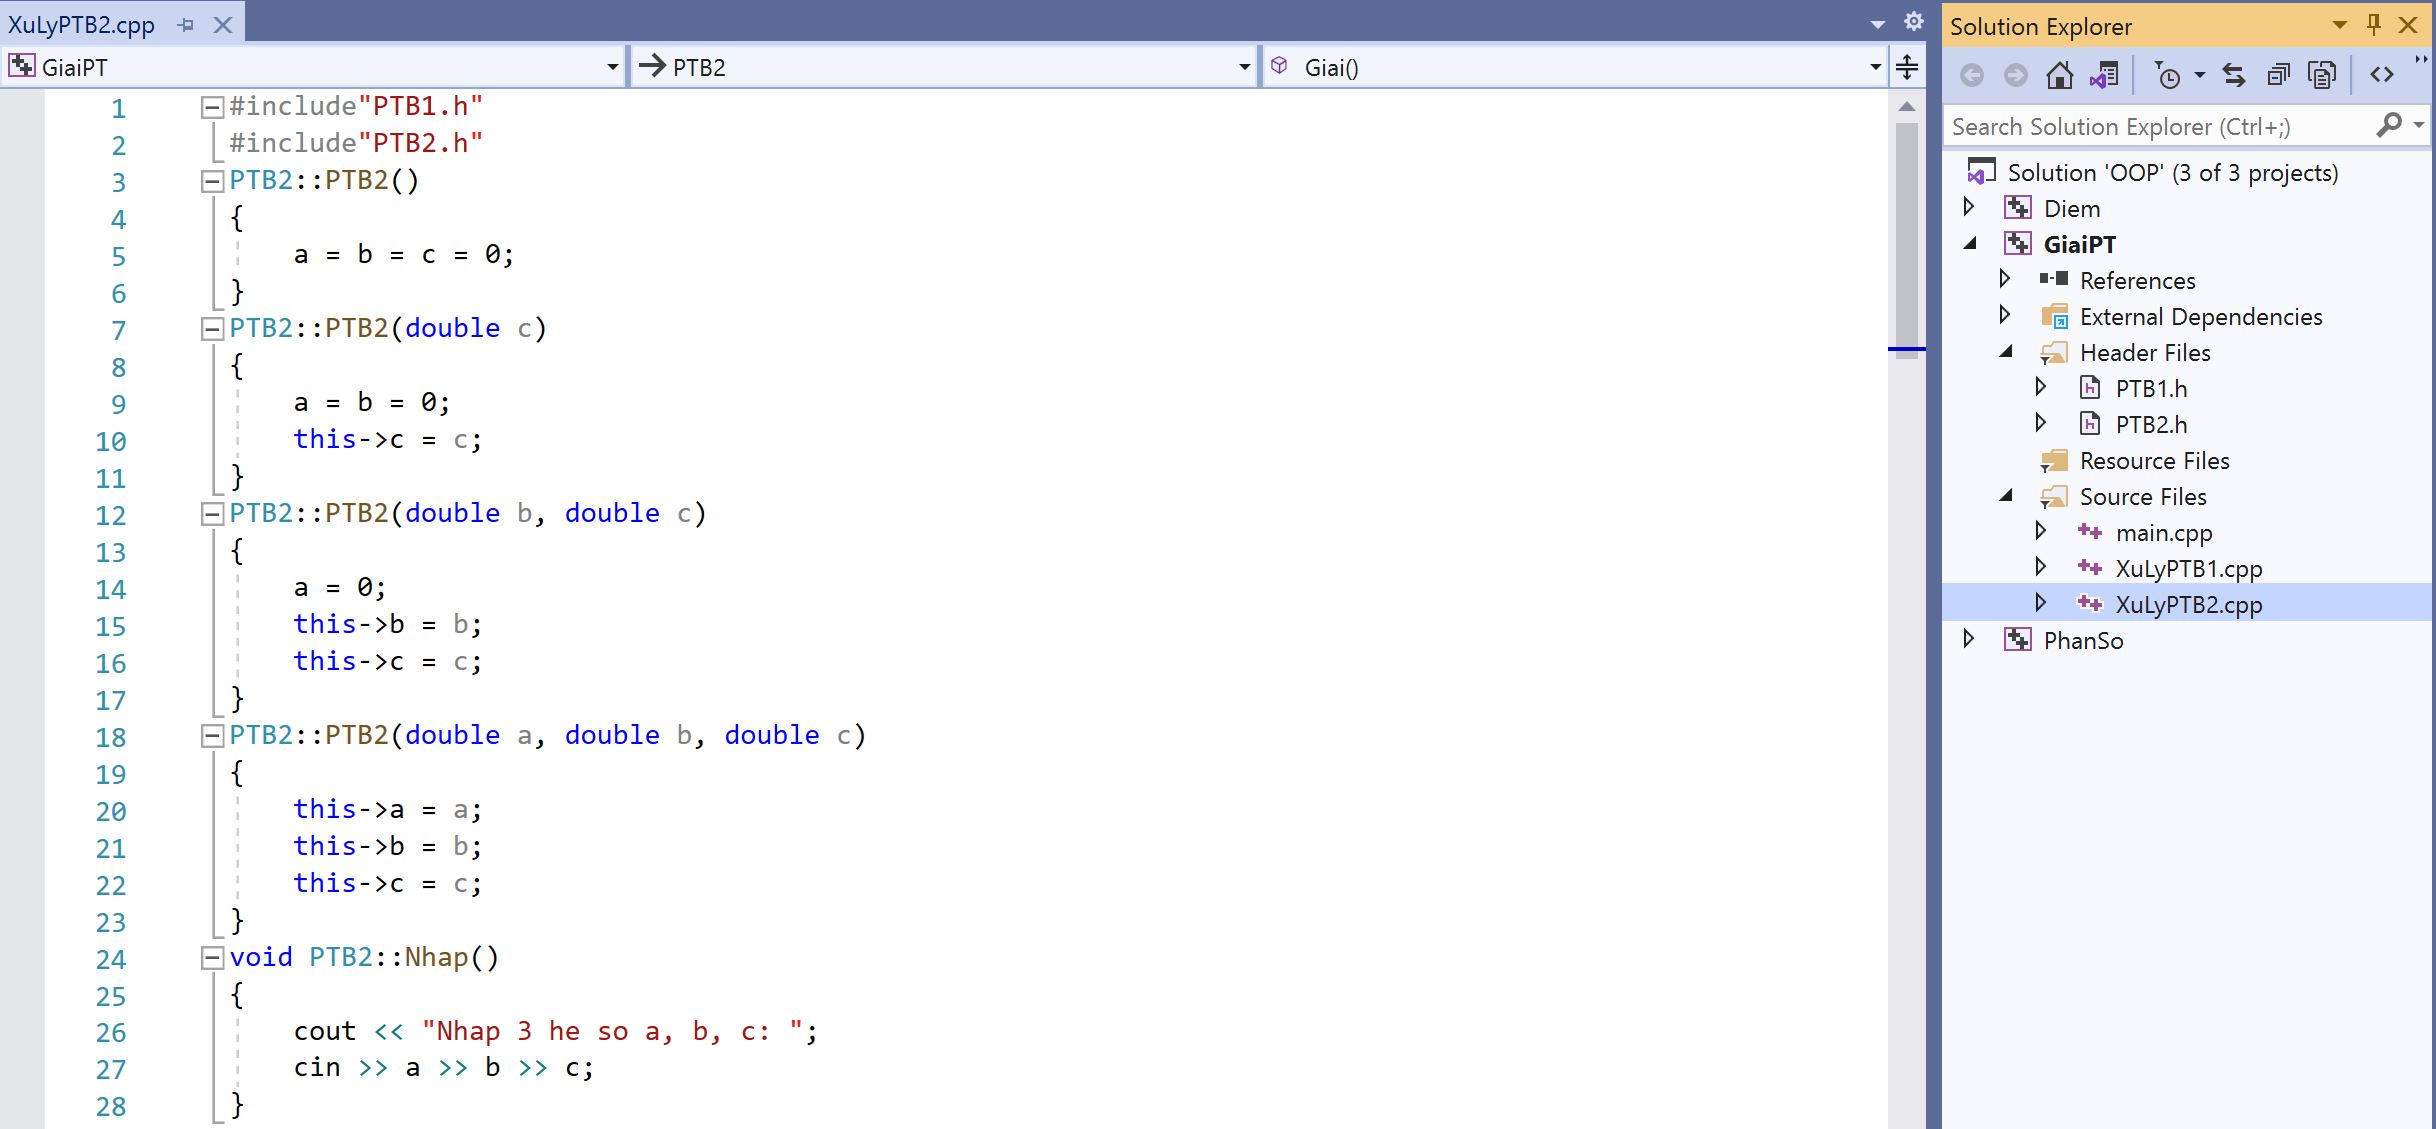 XuLyPTB2.cpp
GiaiPT
PTB2
Giai()
1 #include"PTB1.h"
2 #include"PTB2.h"
3 PTB2::PTB2()
4 {
5 a = b = c = 0;
6 }
7 PTB2::PTB2(double c)
8 {
9 a = b = 0;
10 this->c = c;
11 }
12 PTB2::PTB2(double b, double c)
13 {
14 a = 0;
15 this->b = b;
16 this->c = c;
17 }
18 PTB2::PTB2(double a, double b, double c)
19 {
20 this->a = a;
21 this->b = b;
22 this->c = c;
23 }
24 void PTB2::Nhap()
25 {
26 cout << "Nhap 3 he so a, b, c: ";
27 cin >> a >> b >> c;
28 }
Solution Explorer
Search Solution Explorer (Ctrl+;)
Solution 'OOP' (3 of 3 projects)
Diem
GiaiPT
References
External Dependencies
Header Files
PTB1.h
PTB2.h
Resource Files
Source Files
main.cpp
XuLyPTB1.cpp
XuLyPTB2.cpp
PhanSo